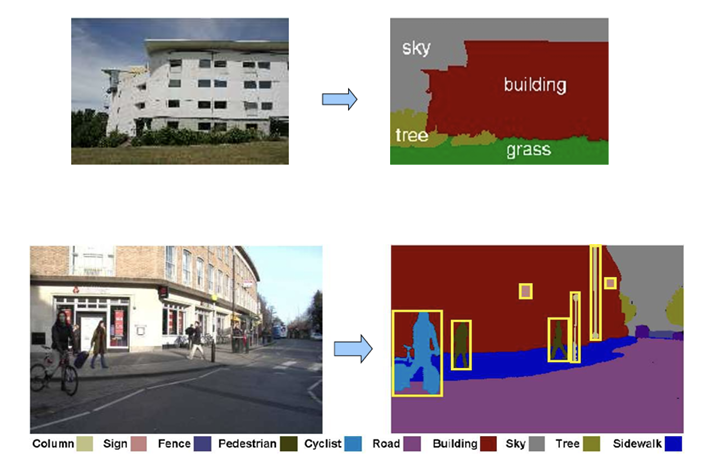 sky
building
tree
grass
Column Sign Fence Pedestrian Cyclist Road Building Sky Tree Sidewalk